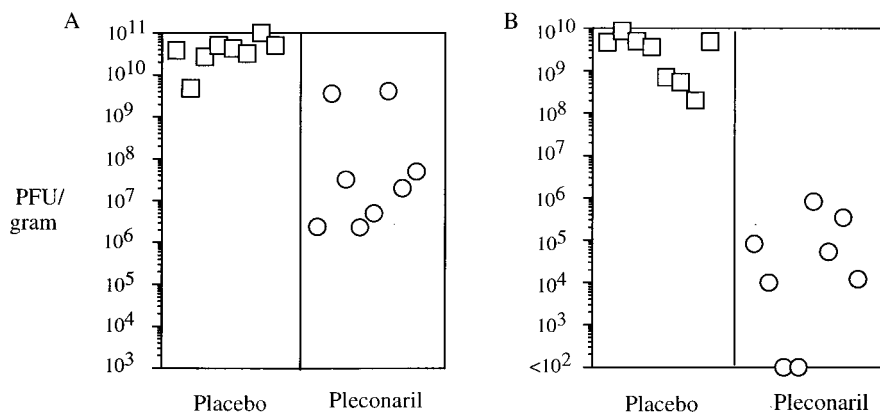 A
10¹¹
10¹⁰
10⁹
10⁸
10⁷
10⁶
10⁵
10⁴
10³
PFU/
gram
Placebo
Pleconaril
B
10¹⁰
10⁹
10⁸
10⁷
10⁶
10⁵
10⁴
10³
<10²
Placebo
Pleconaril